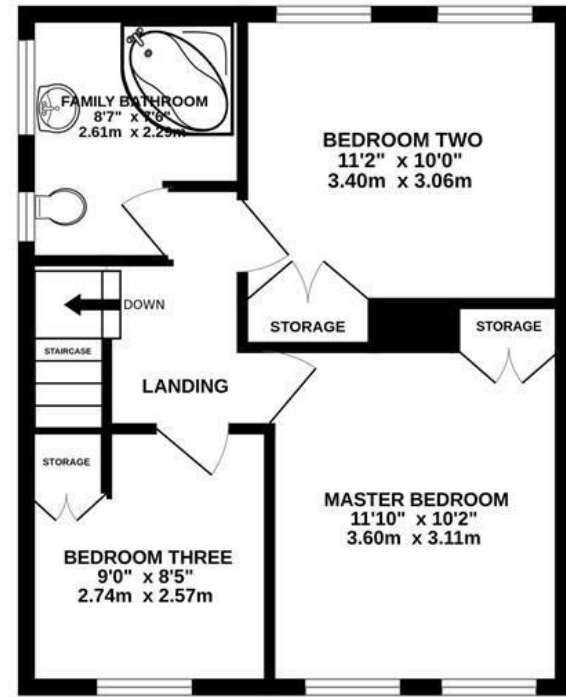 FAMILY BATHROOM
8'7" x 7'6"
2.61m x 2.29m
BEDROOM TWO
11'2" x 10'0"
3.40m x 3.06m
DOWN
STORAGE
STORAGE
STAIRCASE
LANDING
STORAGE
MASTER BEDROOM
11'10" x 10'2"
3.60m x 3.11m
BEDROOM THREE
9'0" x 8'5"
2.74m x 2.57m